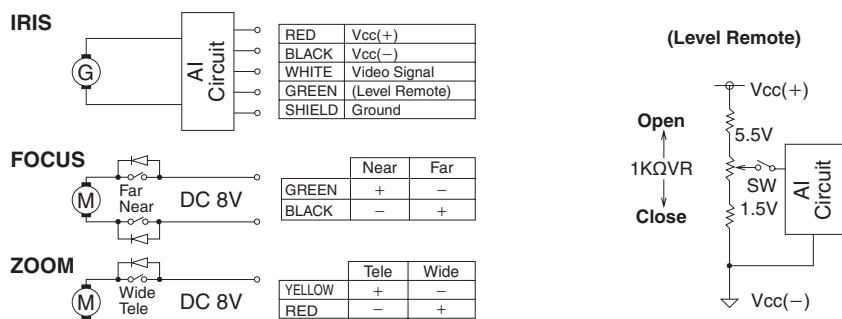 IRIS
G
AI
Circuit
RED Vcc(+)
BLACK Vcc(−)
WHITE Video Signal
GREEN (Level Remote)
SHIELD Ground
FOCUS
M
Far
Near
DC 8V
Near Far
GREEN + −
BLACK − +
ZOOM
M
Wide
Tele
DC 8V
Tele Wide
YELLOW + −
RED − +
(Level Remote)
Vcc(+)
Open
5.5V
1KΩVR
SW
Close
1.5V
AI
Circuit
Vcc(−)